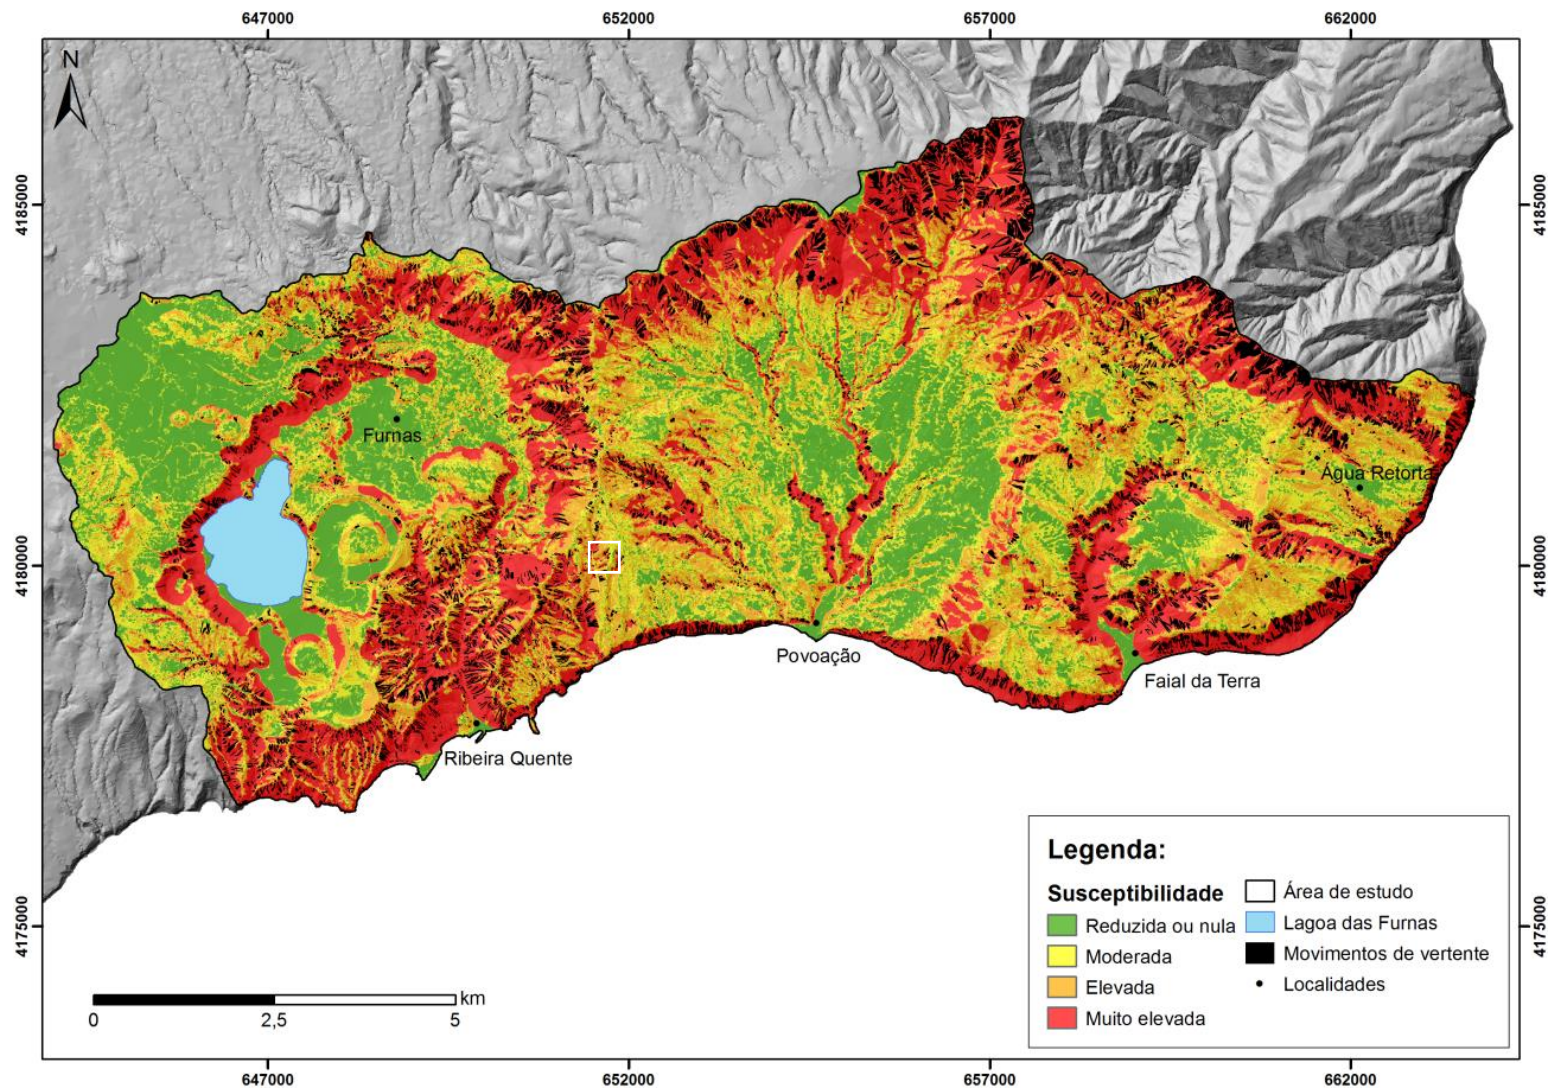 647000 652000 657000 662000
N
4185000 4185000
Furnas
Água Retorta
4180000 4180000
Povoação
Faial da Terra
Ribeira Quente
Legenda:
Susceptibilidade
Reduzida ou nula
Moderada
Elevada
Muito elevada
Área de estudo
Lagoa das Furnas
Movimentos de vertente
Localidades
4175000 4175000
km
0 2,5 5
647000 652000 657000 662000